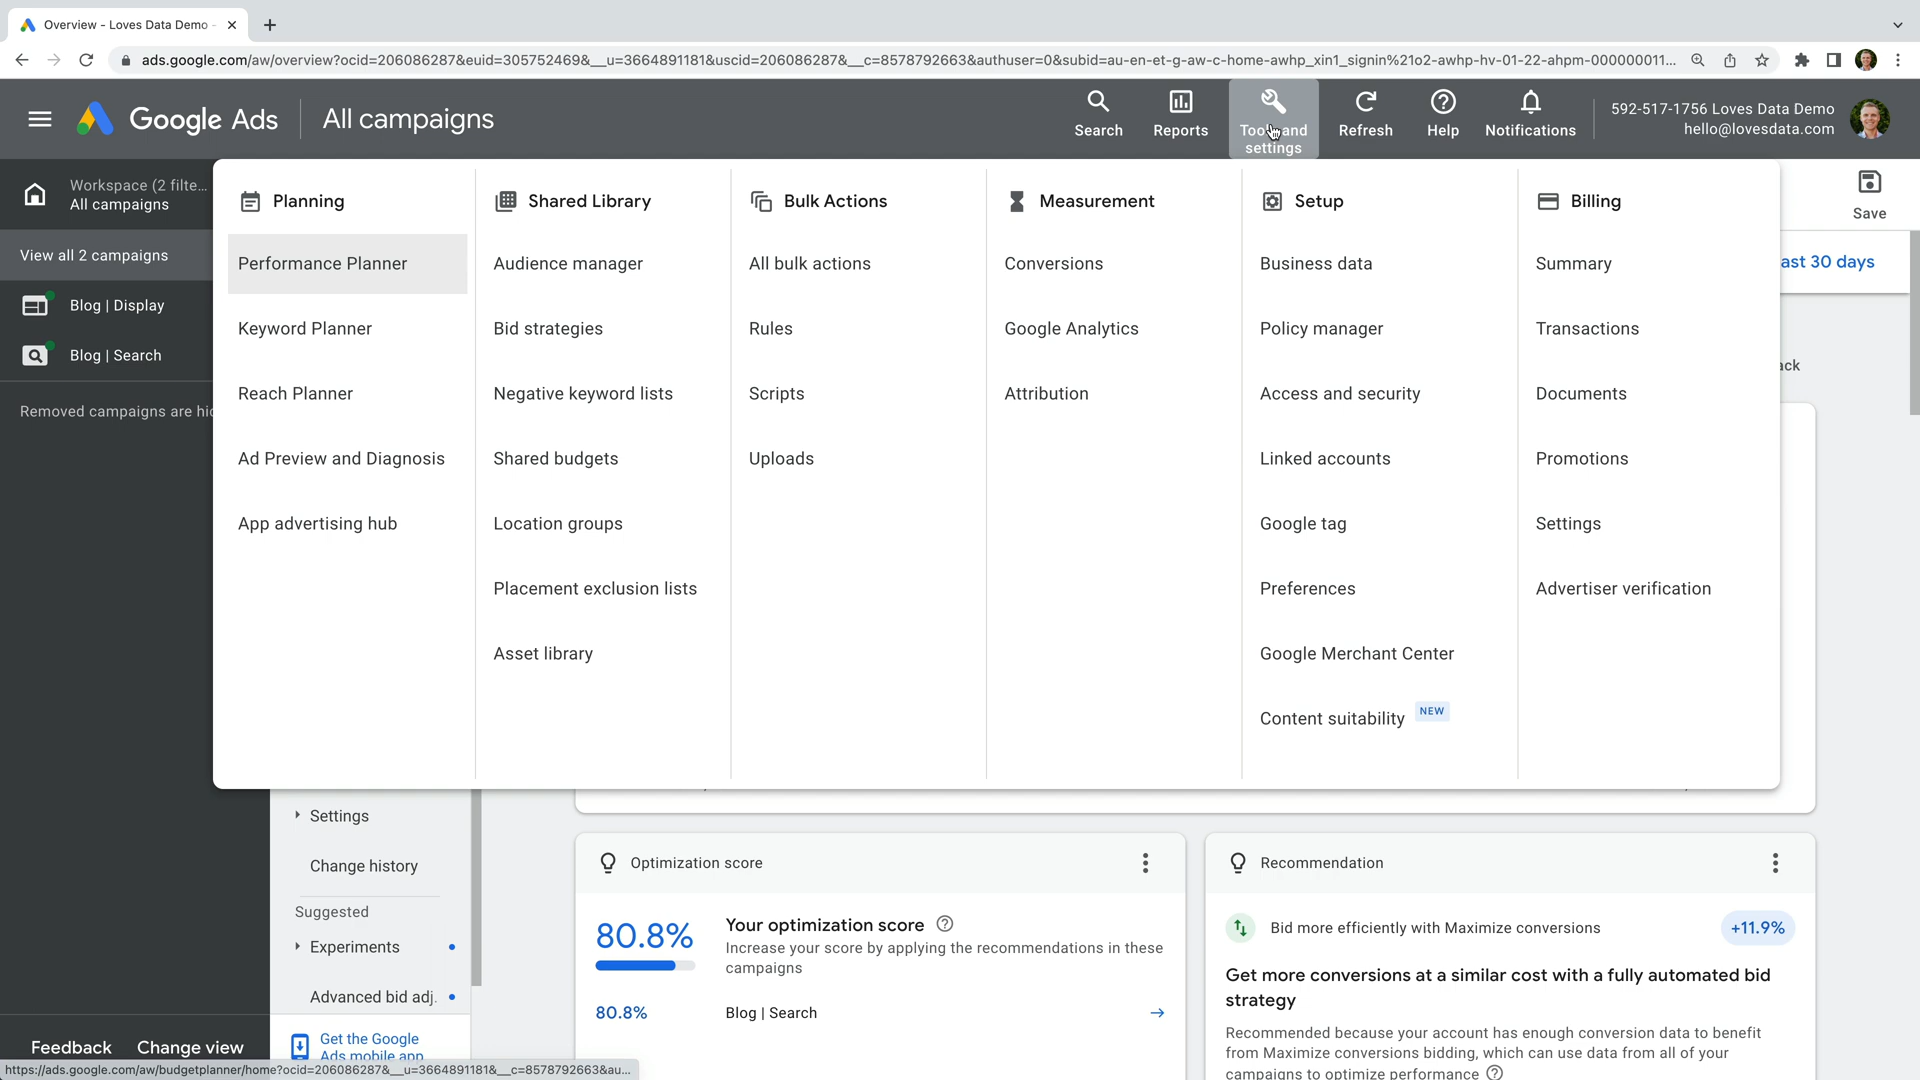 Overview - Loves Data Demo -
ads.google.com/aw/overview?ocid=206086287&euid=305752469&__u=3664891181&uscid=206086287&__c=8578792663&authuser=0&subid=au-en-et-g-aw-c-home-awhp_xin1_signin%21o2-awhp-hv-01-22-ahpm-000000011...
Google Ads
All campaigns
Search
Reports
Tools and
settings
Refresh
Help
Notifications
592-517-1756 Loves Data Demo
hello@lovesdata.com
Workspace (2 filte...
All campaigns
View all 2 campaigns
Blog | Display
Blog | Search
Removed campaigns are hid
Planning
Performance Planner
Keyword Planner
Reach Planner
Ad Preview and Diagnosis
App advertising hub
Shared Library
Audience manager
Bid strategies
Negative keyword lists
Shared budgets
Location groups
Placement exclusion lists
Asset library
Bulk Actions
All bulk actions
Rules
Scripts
Uploads
Measurement
Conversions
Google Analytics
Attribution
Setup
Business data
Policy manager
Access and security
Linked accounts
Google tag
Preferences
Google Merchant Center
Content suitability NEW
Billing
Summary
Transactions
Documents
Promotions
Settings
Advertiser verification
Save
ast 30 days
ack
Settings
Change history
Suggested
Experiments
Advanced bid adj.
Get the Google
Ads mobile app
Feedback Change view
https://ads.google.com/aw/budgetplanner/home?ocid=206086287&__u=3664891181&__c=8578792663&au...
Optimization score
80.8%
Your optimization score
Increase your score by applying the recommendations in these
campaigns
80.8% Blog | Search
Recommendation
Bid more efficiently with Maximize conversions
+11.9%
Get more conversions at a similar cost with a fully automated bid
strategy
Recommended because your account has enough conversion data to benefit
from Maximize conversions bidding, which can use data from all of your
campaigns to optimize performance